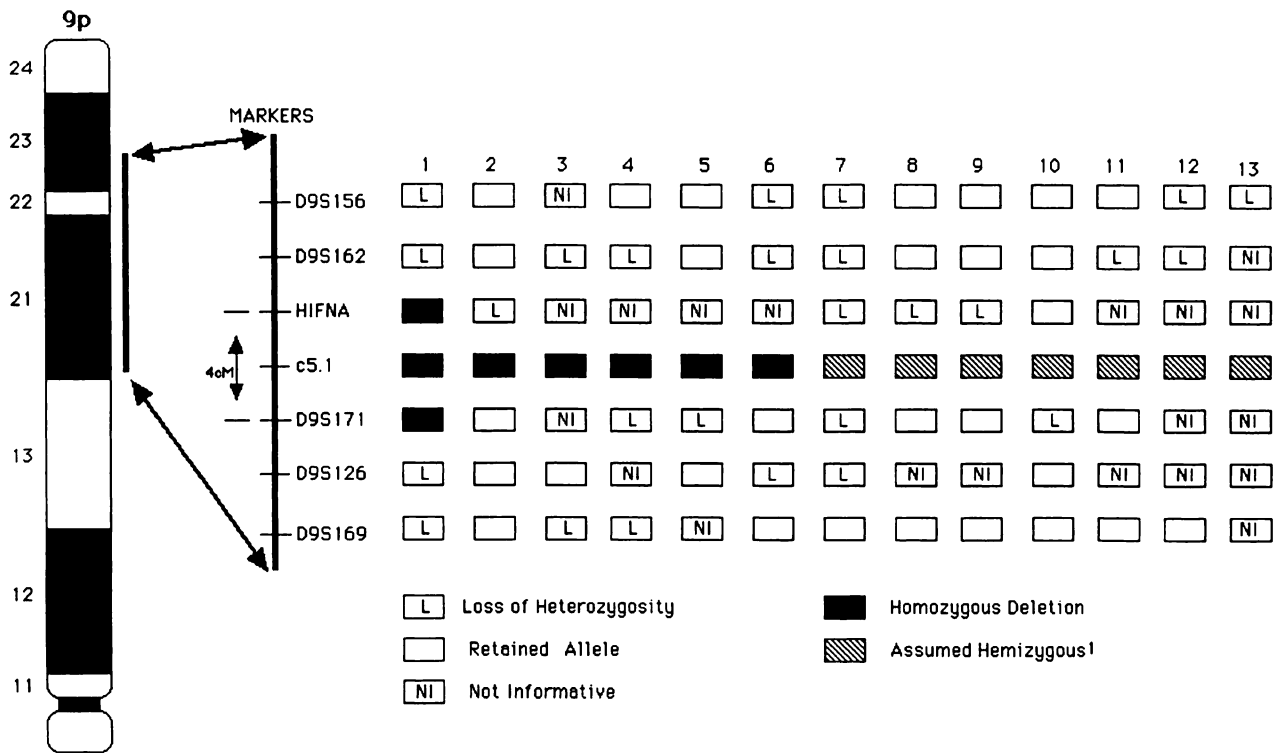 9p
24
23
22
21
13
12
11
MARKERS
1 2 3 4 5 6 7 8 9 10 11 12 13
D9S156 L NI L L L L
D9S162 L L L L L L L NI
HIFNA L NI NI NI NI L L L NI NI NI
4cM
c5.1
D9S171 NI L L L L NI NI
D9S126 L NI L L NI NI NI NI NI
D9S169 L L L NI NI
L Loss of Heterozygosity
Homozygous Deletion
Retained Allele
Assumed Hemizygous1
NI Not Informative